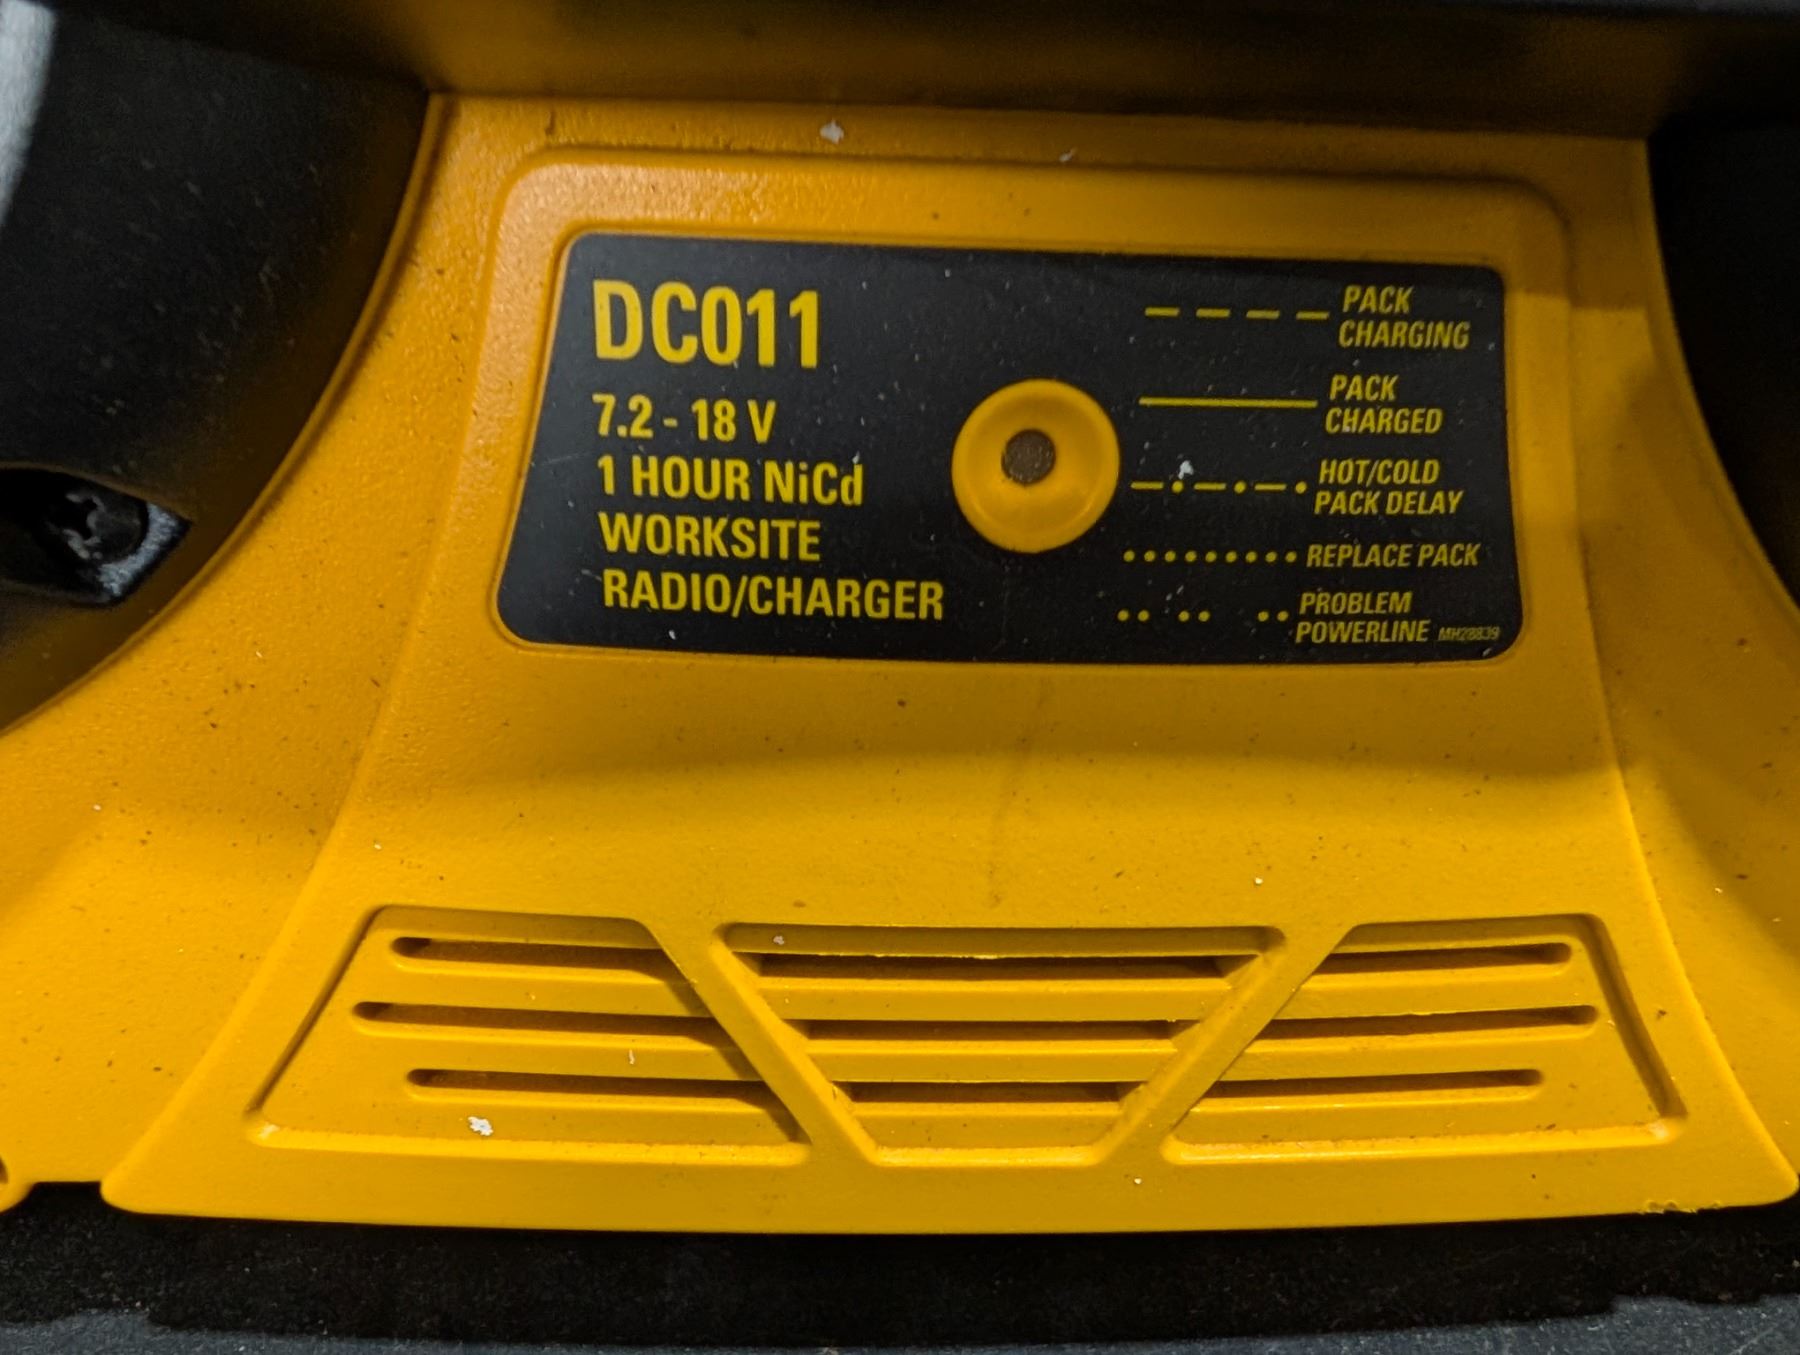 DC011
7.2 - 18 V
1 HOUR NiCd
WORKSITE
RADIO/CHARGER
PACK
CHARGING
PACK
CHARGED
HOT/COLD
PACK DELAY
REPLACE PACK
PROBLEM
POWERLINE MH28839